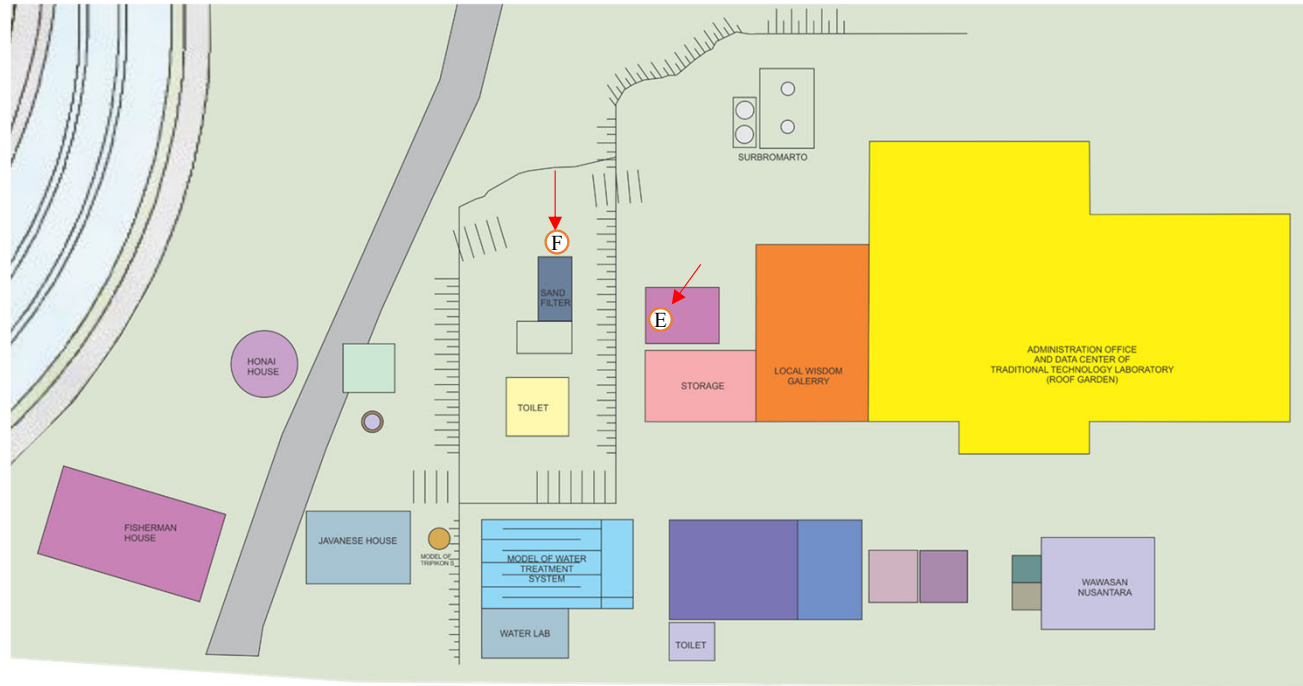 SURBROMARTO
F
SAND
FILTER
E
HONAI
HOUSE
ADMINISTRATION OFFICE
AND DATA CENTER OF
TRADITIONAL TECHNOLOGY LABORATORY
(ROOF GARDEN)
LOCAL WISDOM
GALERRY
STORAGE
TOILET
FISHERMAN
HOUSE
JAVANESE HOUSE
MODEL OF
TRIPIKON S
MODEL OF WATER
TREATMENT
SYSTEM
WAWASAN
NUSANTARA
WATER LAB
TOILET